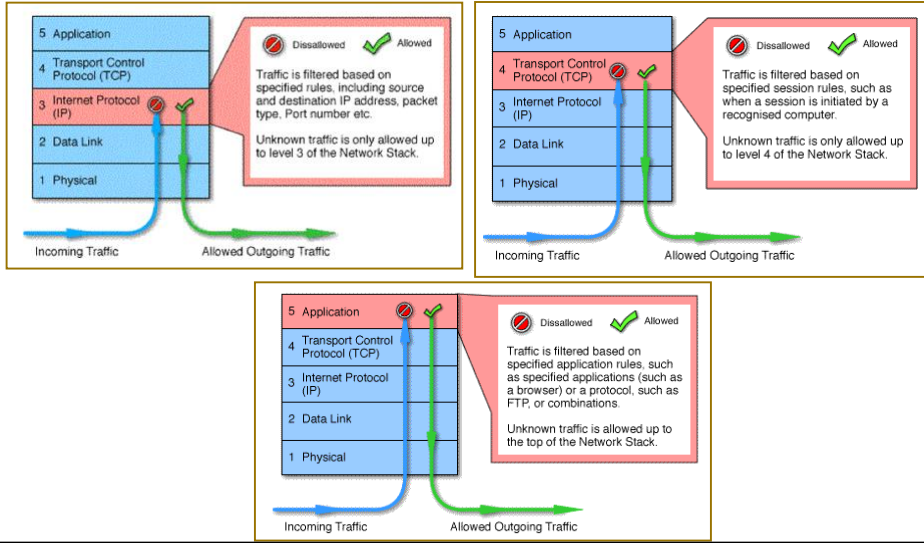 5 Application
4 Transport Control
Protocol (TCP)
3 Internet Protocol
(IP)
2 Data Link
1 Physical
Dissallowed
Allowed
Traffic is filtered based on
specified rules, including source
and destination IP address, packet
type, Port number etc.
Unknown traffic is only allowed up
to level 3 of the Network Stack.
Incoming Traffic
Allowed Outgoing Traffic
5 Application
4 Transport Control
Protocol (TCP)
3 Internet Protocol
(IP)
2 Data Link
1 Physical
Dissallowed
Allowed
Traffic is filtered based on
specified session rules, such as
when a session is initiated by a
recognised computer.
Unknown traffic is only allowed up
to level 4 of the Network Stack.
Incoming Traffic
Allowed Outgoing Traffic
5 Application
4 Transport Control
Protocol (TCP)
3 Internet Protocol
(IP)
2 Data Link
1 Physical
Dissallowed
Allowed
Traffic is filtered based on
specified application rules, such
as specified applications (such as
a browser) or a protocol, such as
FTP, or combinations.
Unknown traffic is allowed up to
the top of the Network Stack.
Incoming Traffic
Allowed Outgoing Traffic